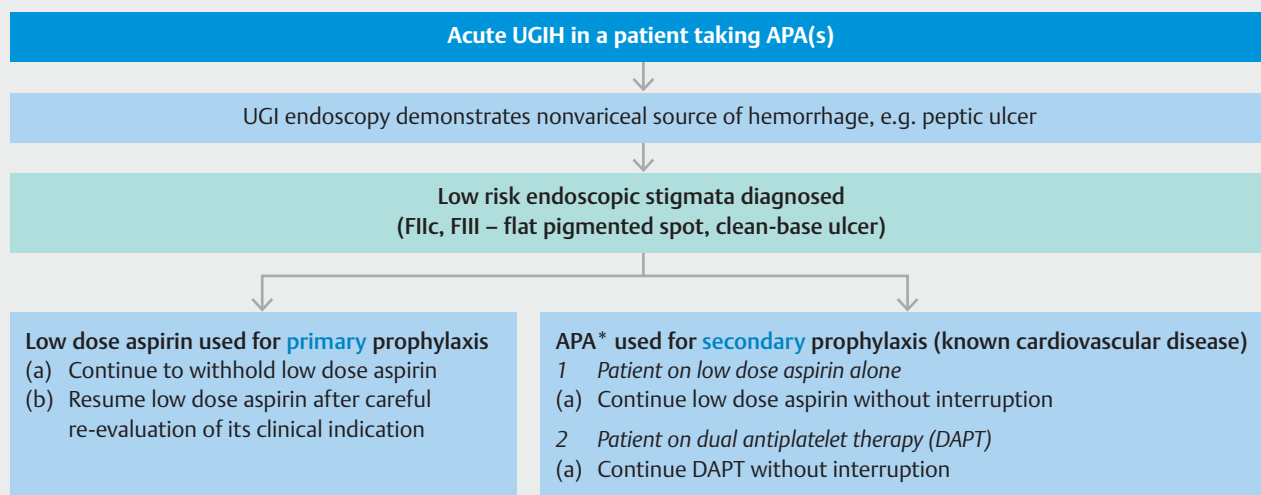 Acute UGIH in a patient taking APA(s)
UGI endoscopy demonstrates nonvariceal source of hemorrhage, e.g. peptic ulcer
Low risk endoscopic stigmata diagnosed
(FIIc, FIII – flat pigmented spot, clean-base ulcer)
Low dose aspirin used for primary prophylaxis
(a) Continue to withhold low dose aspirin
(b) Resume low dose aspirin after careful
re-evaluation of its clinical indication
APA* used for secondary prophylaxis (known cardiovascular disease)
1 Patient on low dose aspirin alone
(a) Continue low dose aspirin without interruption
2 Patient on dual antiplatelet therapy (DAPT)
(a) Continue DAPT without interruption